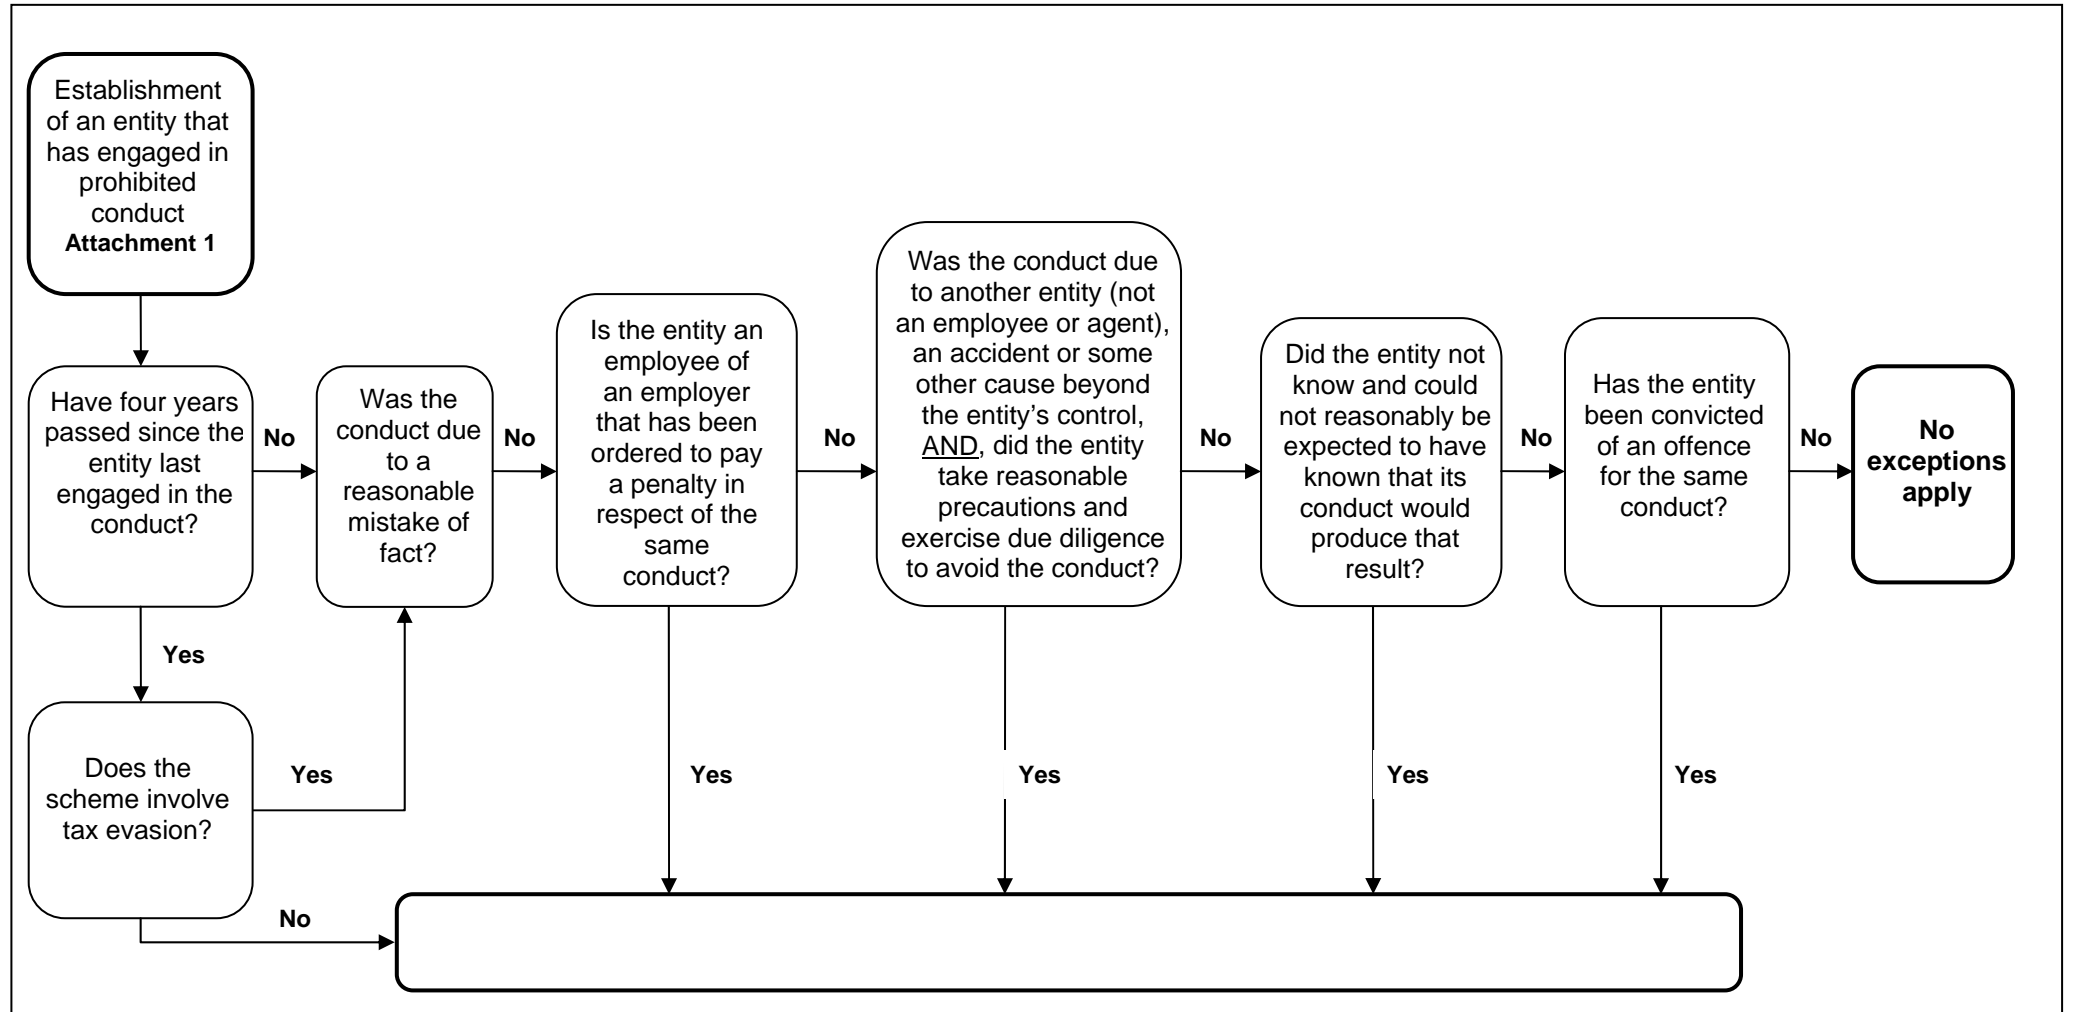 Establishment
of an entity that
has engaged in
prohibited
conduct
Attachment 1
Have four years
passed since the
entity last
engaged in the
conduct?
No
Was the
conduct due
to a
reasonable
mistake of
fact?
No
Is the entity an
employee of
an employer
that has been
ordered to pay
a penalty in
respect of the
same
conduct?
No
Was the conduct due
to another entity (not
an employee or agent),
an accident or some
other cause beyond
the entity’s control,
AND, did the entity
take reasonable
precautions and
exercise due diligence
to avoid the conduct?
No
Did the entity not
know and could
not reasonably be
expected to have
known that its
conduct would
produce that
result?
No
Has the entity
been convicted
of an offence
for the same
conduct?
No
No
exceptions
apply
Yes
Does the
scheme involve
tax evasion?
Yes
Yes
Yes
Yes
Yes
No